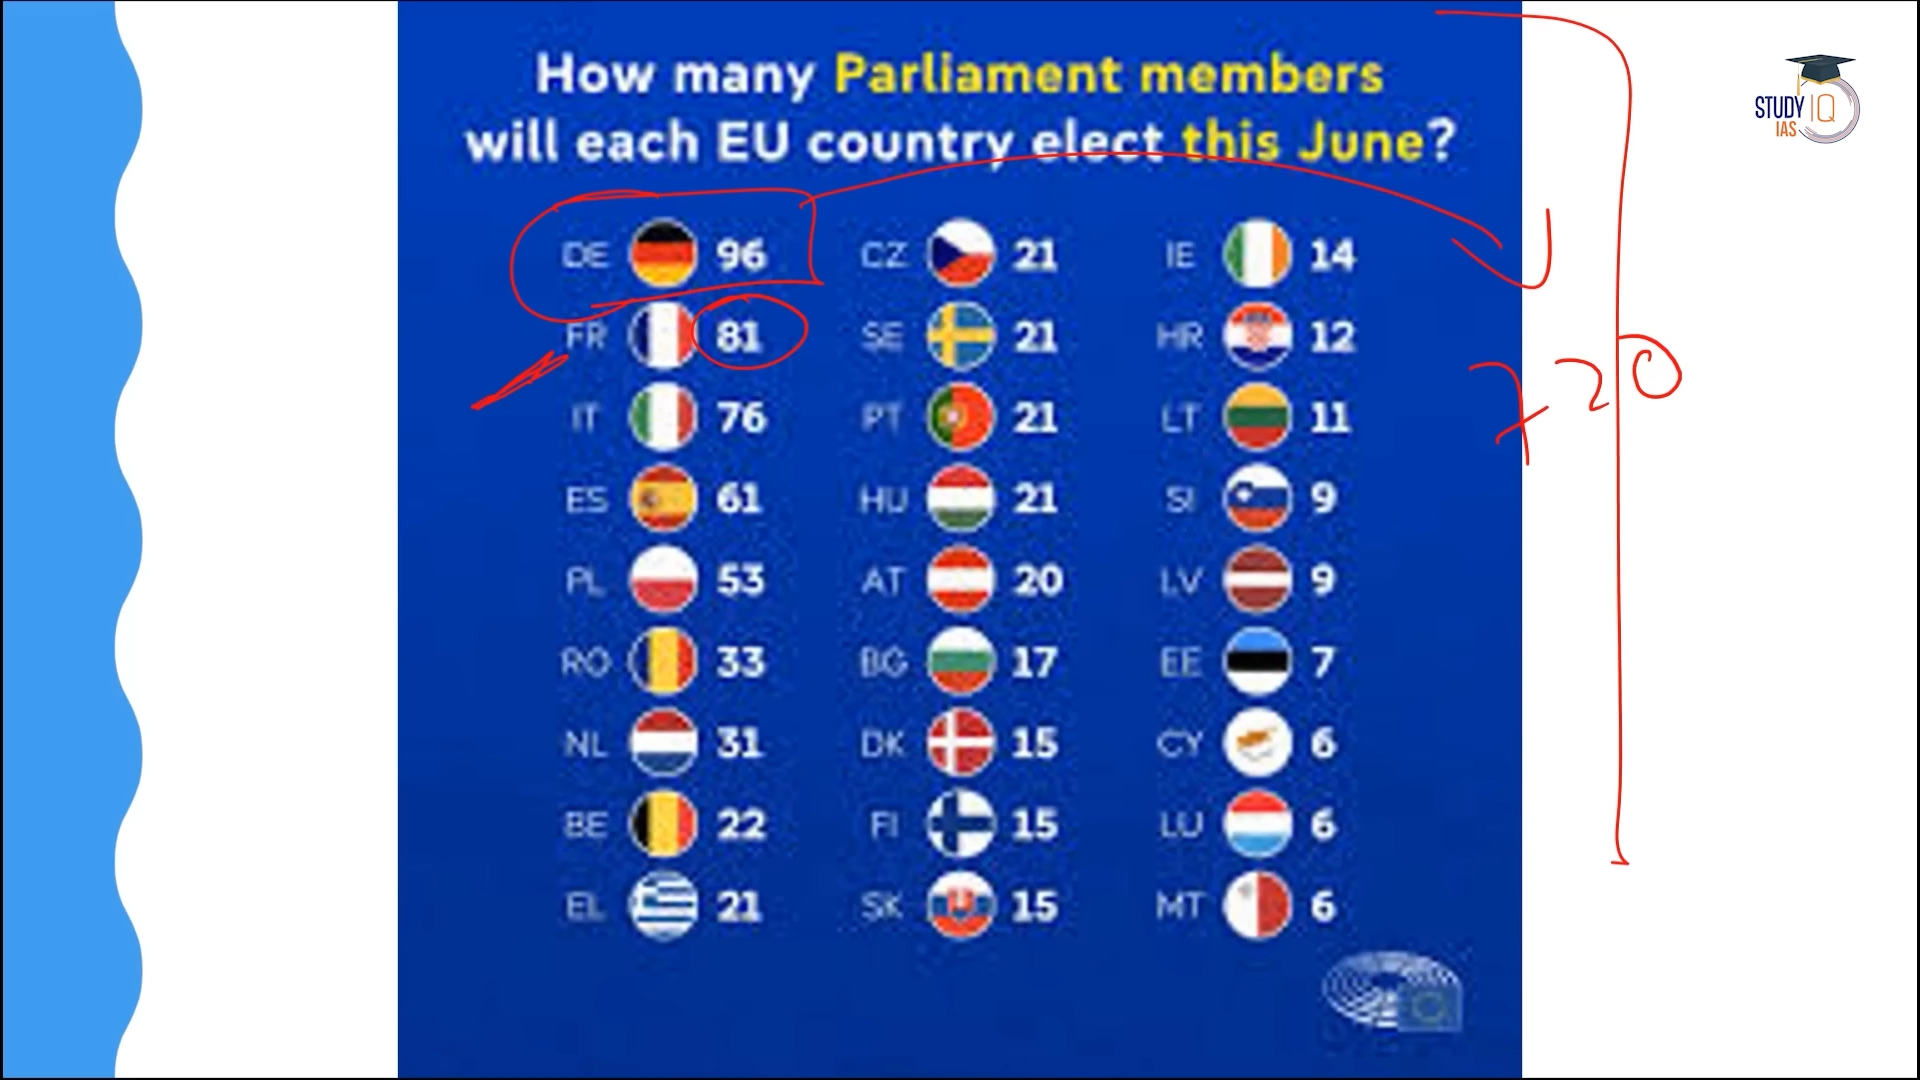 How many Parliament members
will each EU country elect this June?
DE 96
FR 81
IT 76
ES 61
PL 53
RO 33
NL 31
BE 22
EL 21
CZ 21
SE 21
PT 21
HU 21
AT 20
BG 17
DK 15
FI 15
SK 15
IE 14
HR 12
LT 11
SI 9
LV 9
EE 7
CY 6
LU 6
MT 6
720
STUDY IQ
IAS